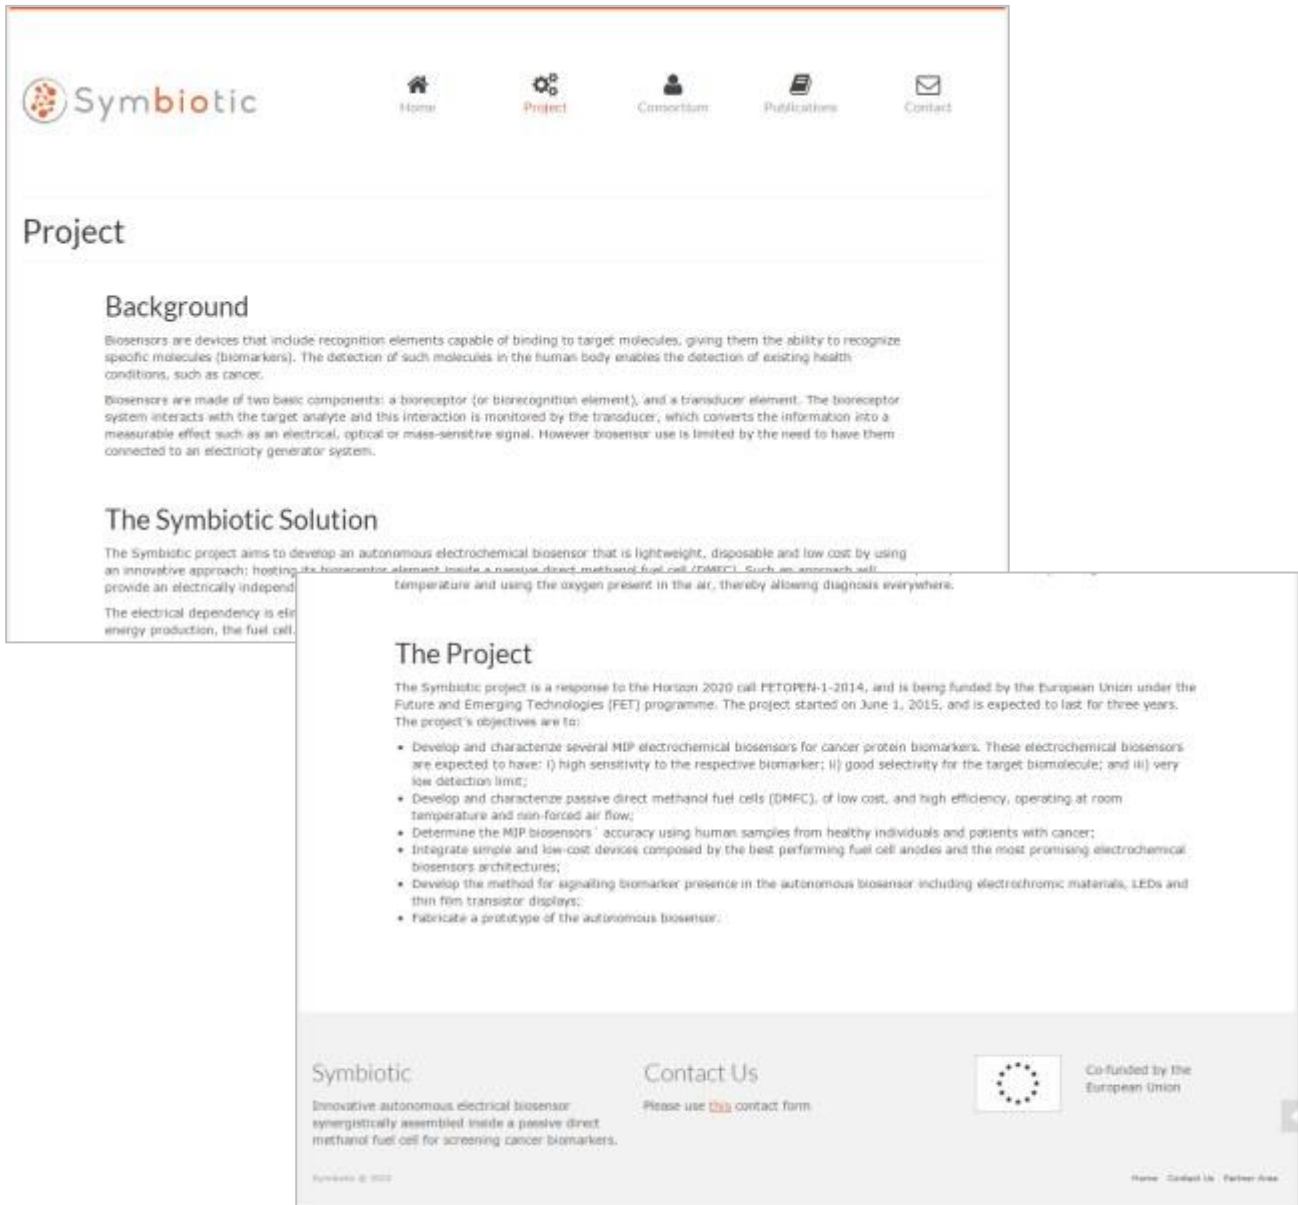 Symbiotic
Home
Project
Consortium
Publications
Contact
Project
Background
Biosensors are devices that include recognition elements capable of binding to target molecules, giving them the ability to recognize
specific molecules (biomarkers). The detection of such molecules in the human body enables the detection of existing health
conditions, such as cancer.
Biosensors are made of two basic components: a bioreceptor (or biorecognition element), and a transducer element. The bioreceptor
system interacts with the target analyte and this interaction is monitored by the transducer, which converts the information into a
measurable effect such as an electrical, optical or mass-sensitive signal. However biosensor use is limited by the need to have them
connected to an electricity generator system.
The Symbiotic Solution
The Symbiotic project aims to develop an autonomous electrochemical biosensor that is lightweight, disposable and low cost by using
an innovative approach: hosting its bioreceptor element inside a passive direct methanol fuel cell (DMFC). Such an approach will
provide an electrically
The electrical dependency is
energy production, the fuel cell.
temperature and using the oxygen present in the air, thereby allowing diagnosis everywhere.
The Project
The Symbiotic project is a response to the Horizon 2020 call FETOPEN-1-2014, and is being funded by the European Union under the
Future and Emerging Technologies (FET) programme. The project started on June 1, 2015, and is expected to last for three years.
The project's objectives are to:
• Develop and characterize several MIP electrochemical biosensors for cancer protein biomarkers. These electrochemical biosensors
are expected to have: i) high sensitivity to the respective biomarker; ii) good selectivity for the target biomolecule; and iii) very
low detection limit;
• Develop and characterize passive direct methanol fuel cells (DMFC), of low cost, and high efficiency, operating at room
temperature and non-forced air flow;
• Determine the MIP biosensors´ accuracy using human samples from healthy individuals and patients with cancer;
• Integrate simple and low-cost devices composed by the best performing fuel cell anodes and the most promising electrochemical
biosensors architectures;
• Develop the method for signalling biomarker presence in the autonomous biosensor including electrochromic materials, LEDs and
thin film transistor displays;
• Fabricate a prototype of the autonomous biosensor.
Symbiotic
Innovative autonomous electrical biosensor
synergistically assembled inside a passive direct
methanol fuel cell for screening cancer biomarkers.
Contact Us
Please use this contact form
Co-funded by the
European Union
Symbiotic ©
Home Contact Us Partner Area